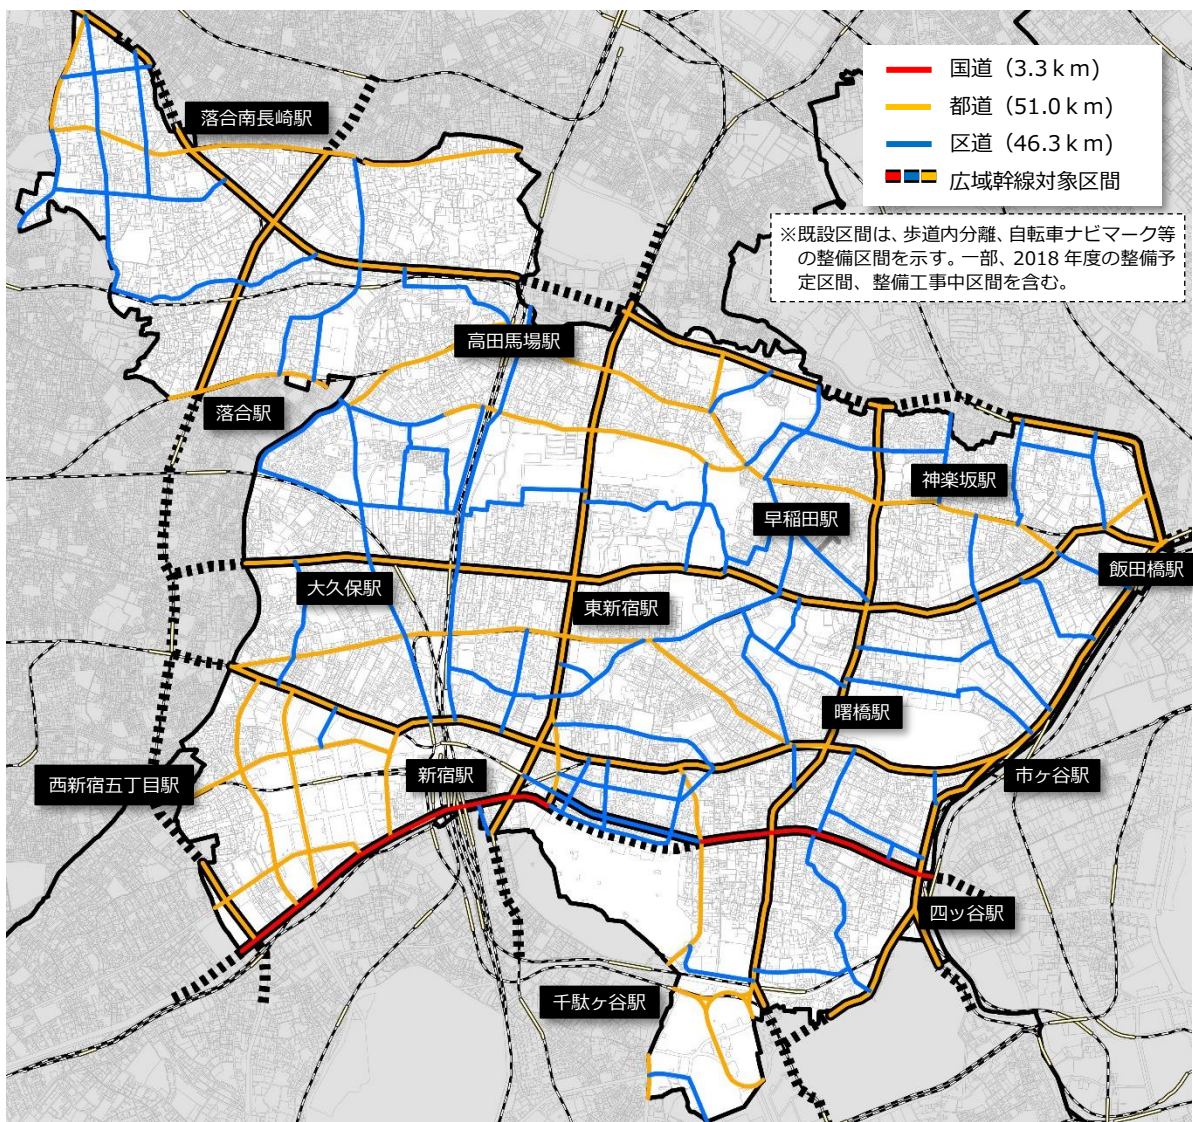 国道（3.3ｋｍ)
都道（51.0ｋｍ)
区道（46.3ｋｍ)
広域幹線対象区間
※既設区間は、歩道内分離、自転車ナビマーク等
の整備区間を示す。一部、2018 年度の整備予
定区間、整備工事中区間を含む。
落合南長崎駅
高田馬場駅
落合駅
神楽坂駅
早稲田駅
飯田橋駅
大久保駅
東新宿駅
曙橋駅
西新宿五丁目駅
新宿駅
市ヶ谷駅
四ッ谷駅
千駄ヶ谷駅